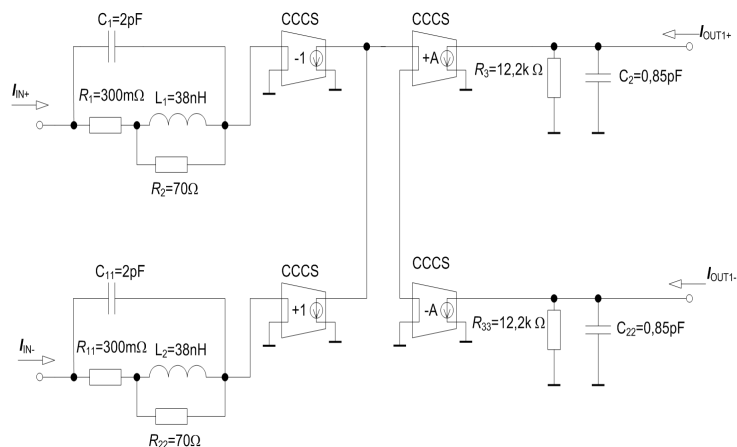 C1=2pF
CCCS
CCCS
IOUT1+
-1
+A
R3=12,2k Ω
C2=0,85pF
IIN+
R1=300mΩ
L1=38nH
R2=70Ω
C11=2pF
CCCS
CCCS
IOUT1-
+1
-A
R33=12,2k Ω
C22=0,85pF
IIN-
R11=300mΩ
L2=38nH
R22=70Ω